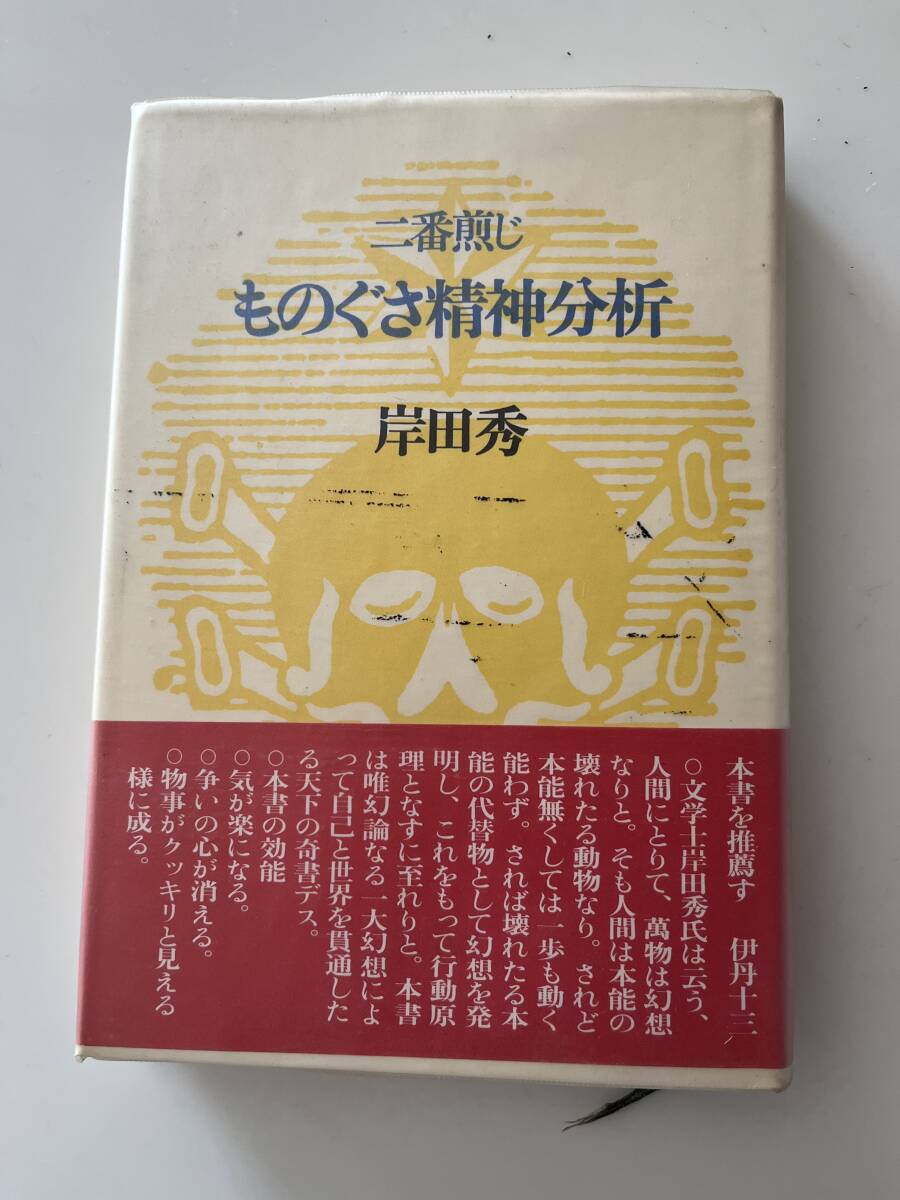 二番煎じ
ものぐさ精神分析
岸田秀
本書を推薦す 伊丹十三
○文学士岸田秀氏は云う、
人間にとりて、萬物は幻想
なりと。そも人間は本能の
壊れたる動物なり。されど
本能無くしては一歩も動く
能わず。されば壊れたる本
能の代替物として幻想を発
明し、これをもって行動原
理となすに至れりと。本書
は唯幻論なる一大幻想によ
って自己と世界を貫通した
る天下の奇書デス。
○本書の効能
○気が楽になる。
○争いの心が消える。
○物事がクッキリと見える
様に成る。